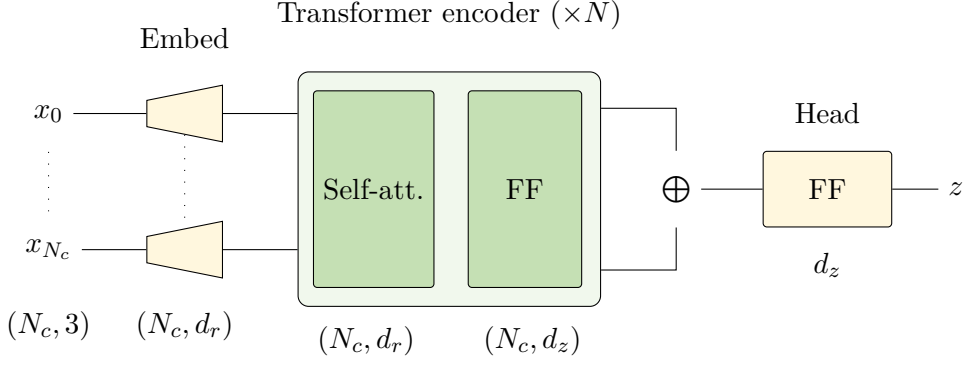 Transformer encoder (×N)
Embed
Head
x_0
Self-att.
FF
⊕
FF
z
x_{N_c}
d_z
(N_c, 3)
(N_c, d_r)
(N_c, d_r)
(N_c, d_z)